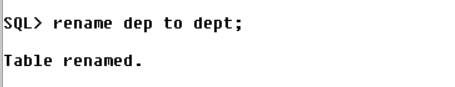 SQL> rename dep to dept;
Table renamed.